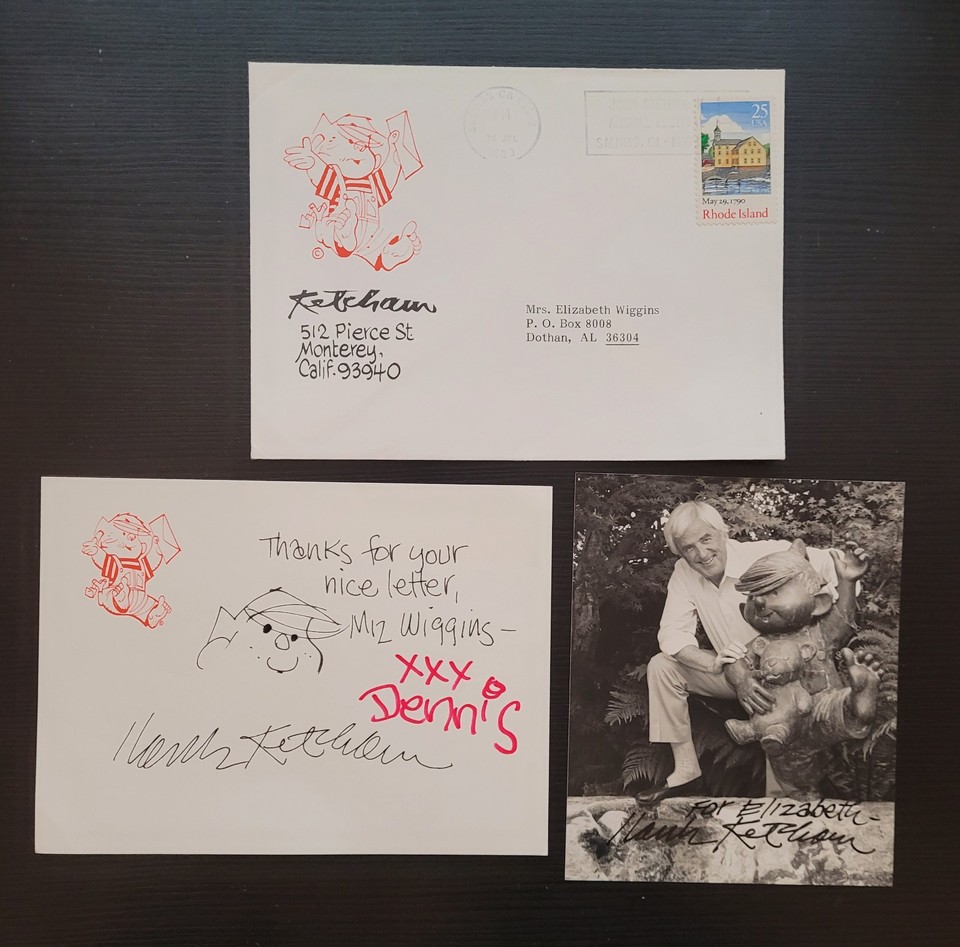 25
USA
May 29, 1790
Rhode Island
©
Ketcham
512 Pierce St
Monterey,
Calif. 93940
Mrs. Elizabeth Wiggins
P. O. Box 8008
Dothan, AL 36304
Thanks for your
nice letter,
Miz Wiggins—
xxx
Dennis
Hank Ketcham
For Elizabeth-
Hank Ketcham